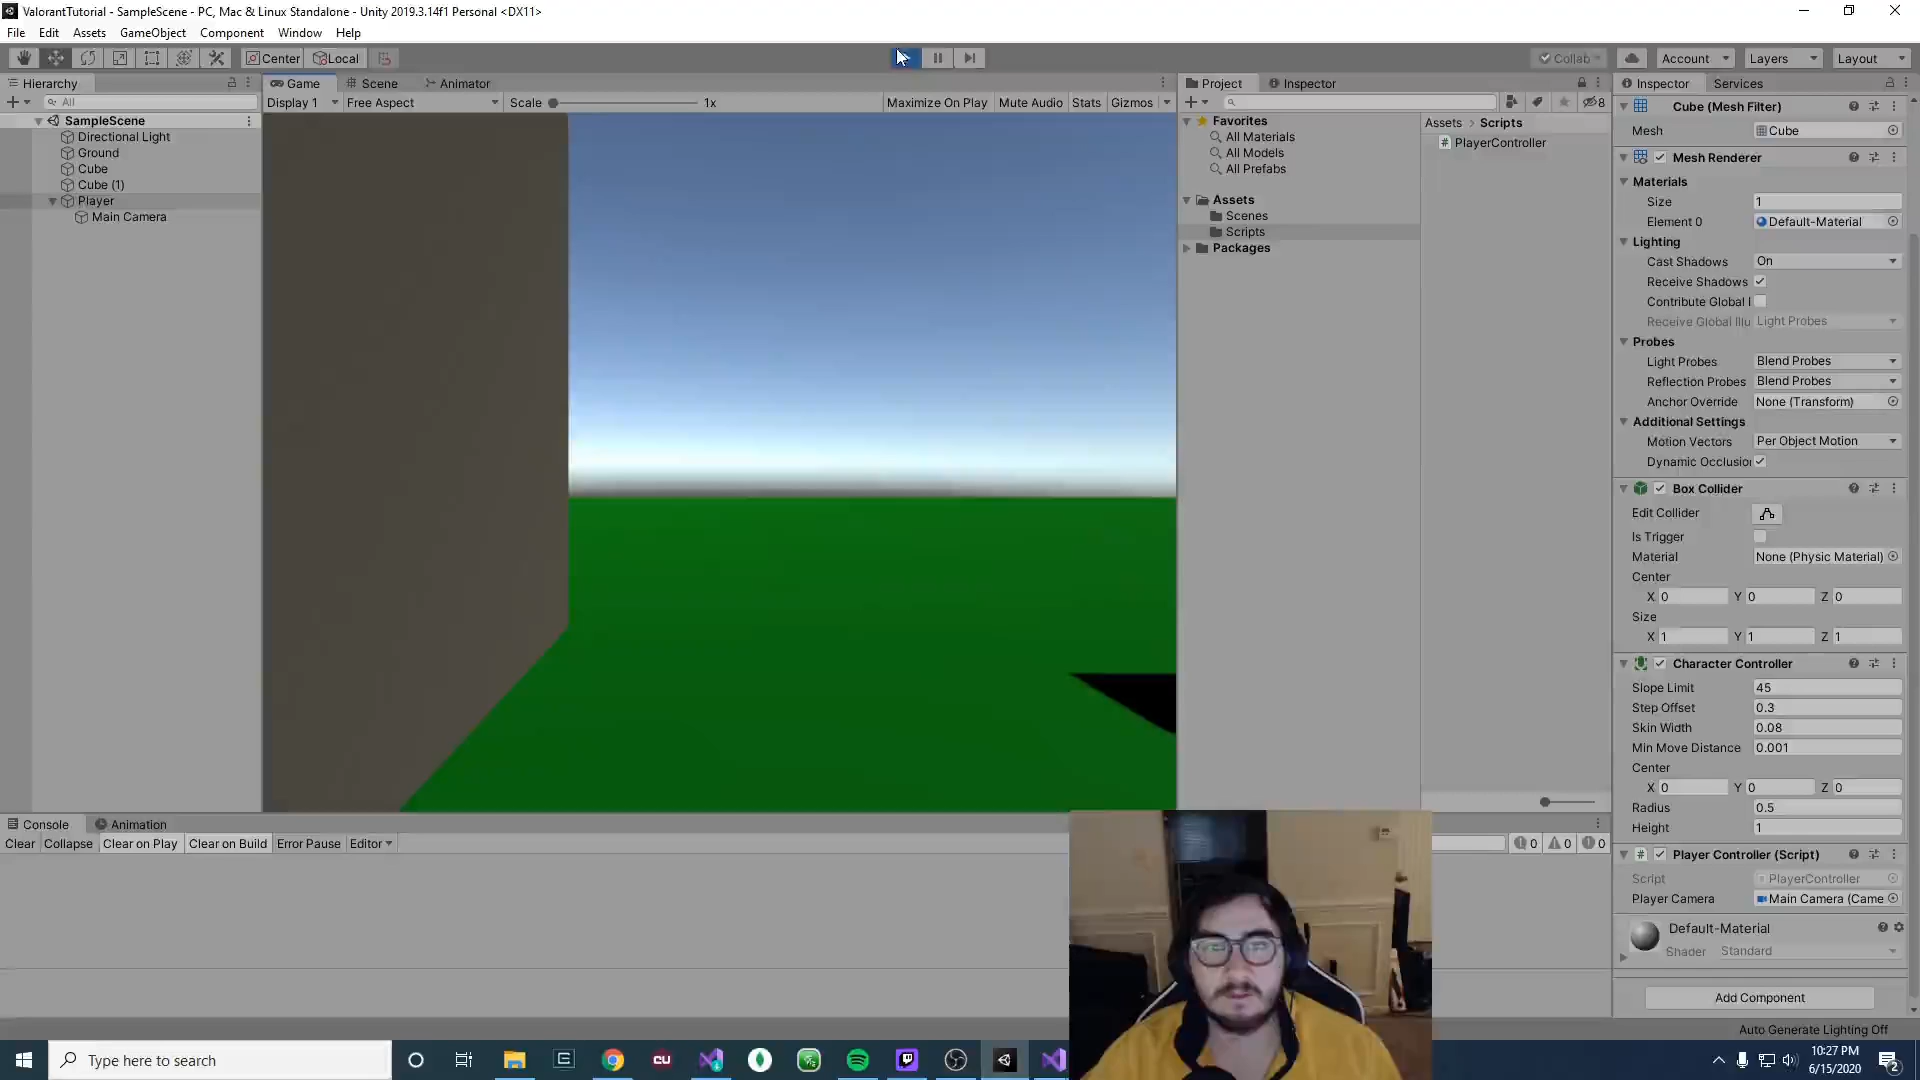 ValorantTutorial - SampleScene - PC, Mac & Linux Standalone - Unity 2019.3.14f1 Personal <DX11>
File Edit Assets GameObject Component Window Help
Center Local Collab Account Layers Layout
Hierarchy
All
SampleScene
Directional Light
Ground
Cube
Cube (1)
Player
Main Camera
Game Scene Animator
Display 1 Free Aspect Scale 1x Maximize On Play Mute Audio Stats Gizmos
Project Inspector
8
Favorites
All Materials
All Models
All Prefabs
Assets
Scenes
Scripts
Packages
Assets > Scripts
PlayerController
Inspector Services
Cube (Mesh Filter)
Mesh Cube
Mesh Renderer
Materials
Size 1
Element 0 Default-Material
Lighting
Cast Shadows On
Receive Shadows
Contribute Global I
Receive Global Illu Light Probes
Probes
Light Probes Blend Probes
Reflection Probes Blend Probes
Anchor Override None (Transform)
Additional Settings
Motion Vectors Per Object Motion
Dynamic Occlusion
Box Collider
Edit Collider
Is Trigger
Material None (Physic Material)
Center
X 0 Y 0 Z 0
Size
X 1 Y 1 Z 1
Character Controller
Slope Limit 45
Step Offset 0.3
Skin Width 0.08
Min Move Distance 0.001
Center
X 0 Y 0 Z 0
Radius 0.5
Height 1
Player Controller (Script)
Script PlayerController
Player Camera Main Camera (Came
Default-Material
Shader Standard
Add Component
Console Animation
Clear Collapse Clear on Play Clear on Build Error Pause Editor
0 0 0
Auto Generate Lighting Off
Type here to search
10:27 PM
6/15/2020
2